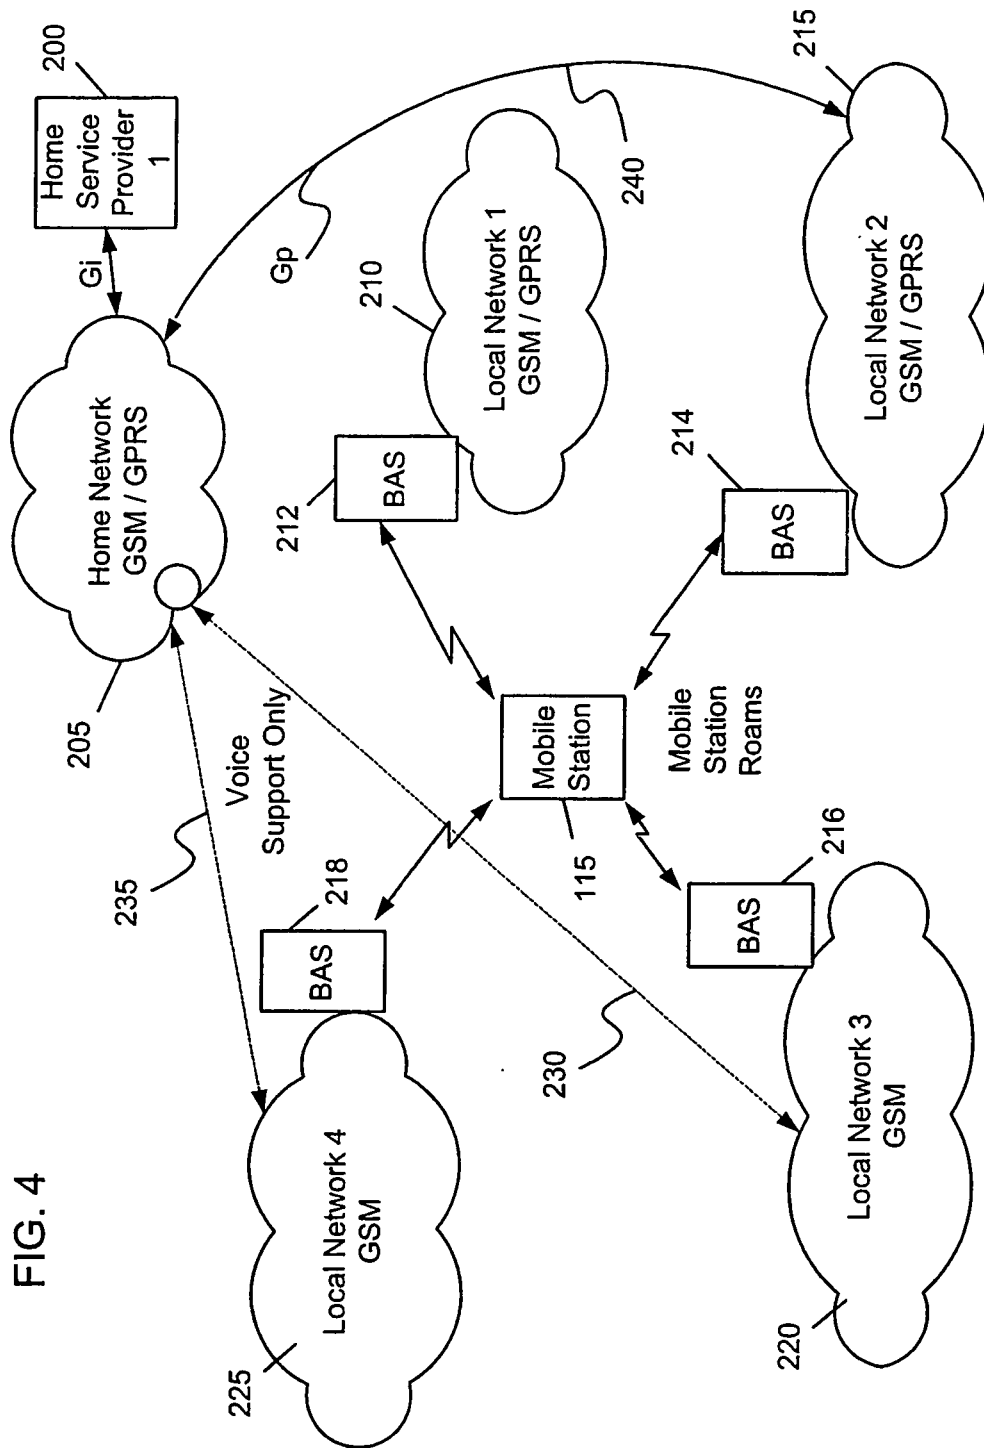 FIG. 4
200
Home
Service
Provider
1
Gi
Home Network
GSM / GPRS
205
Gp
240
215
Local Network 1
GSM / GPRS
210
BAS
212
Local Network 2
GSM / GPRS
BAS
214
Voice
Support Only
235
Mobile
Station
115
Mobile
Station
Roams
BAS
218
BAS
216
230
Local Network 4
GSM
225
Local Network 3
GSM
220